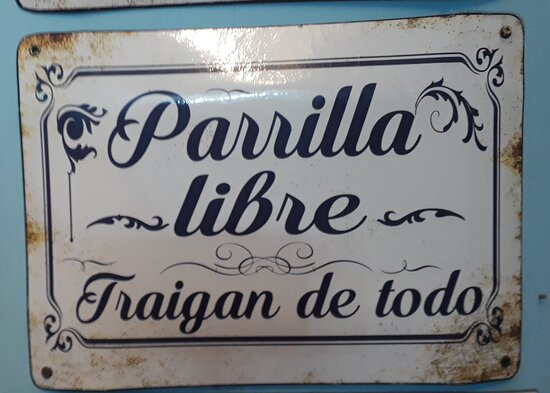 Parrilla
libre
Traigan de todo